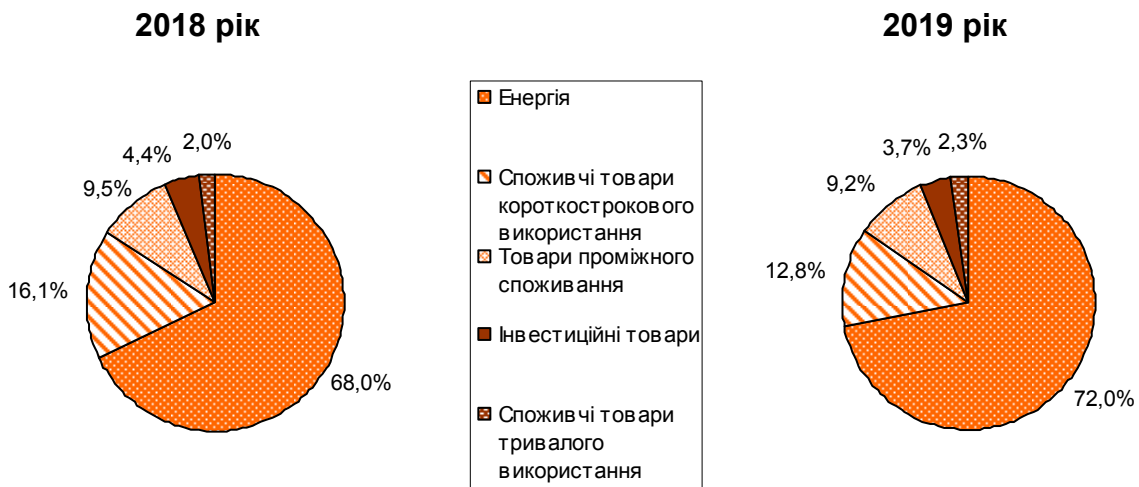 2018 рік
2019 рік
2,0%
4,4%
9,5%
16,1%
68,0%
Енергія
Споживчі товари
короткострокового
використання
Товари проміжного
споживання
Інвестиційні товари
Споживчі товари
тривалого
використання
2,3%
3,7%
9,2%
12,8%
72,0%